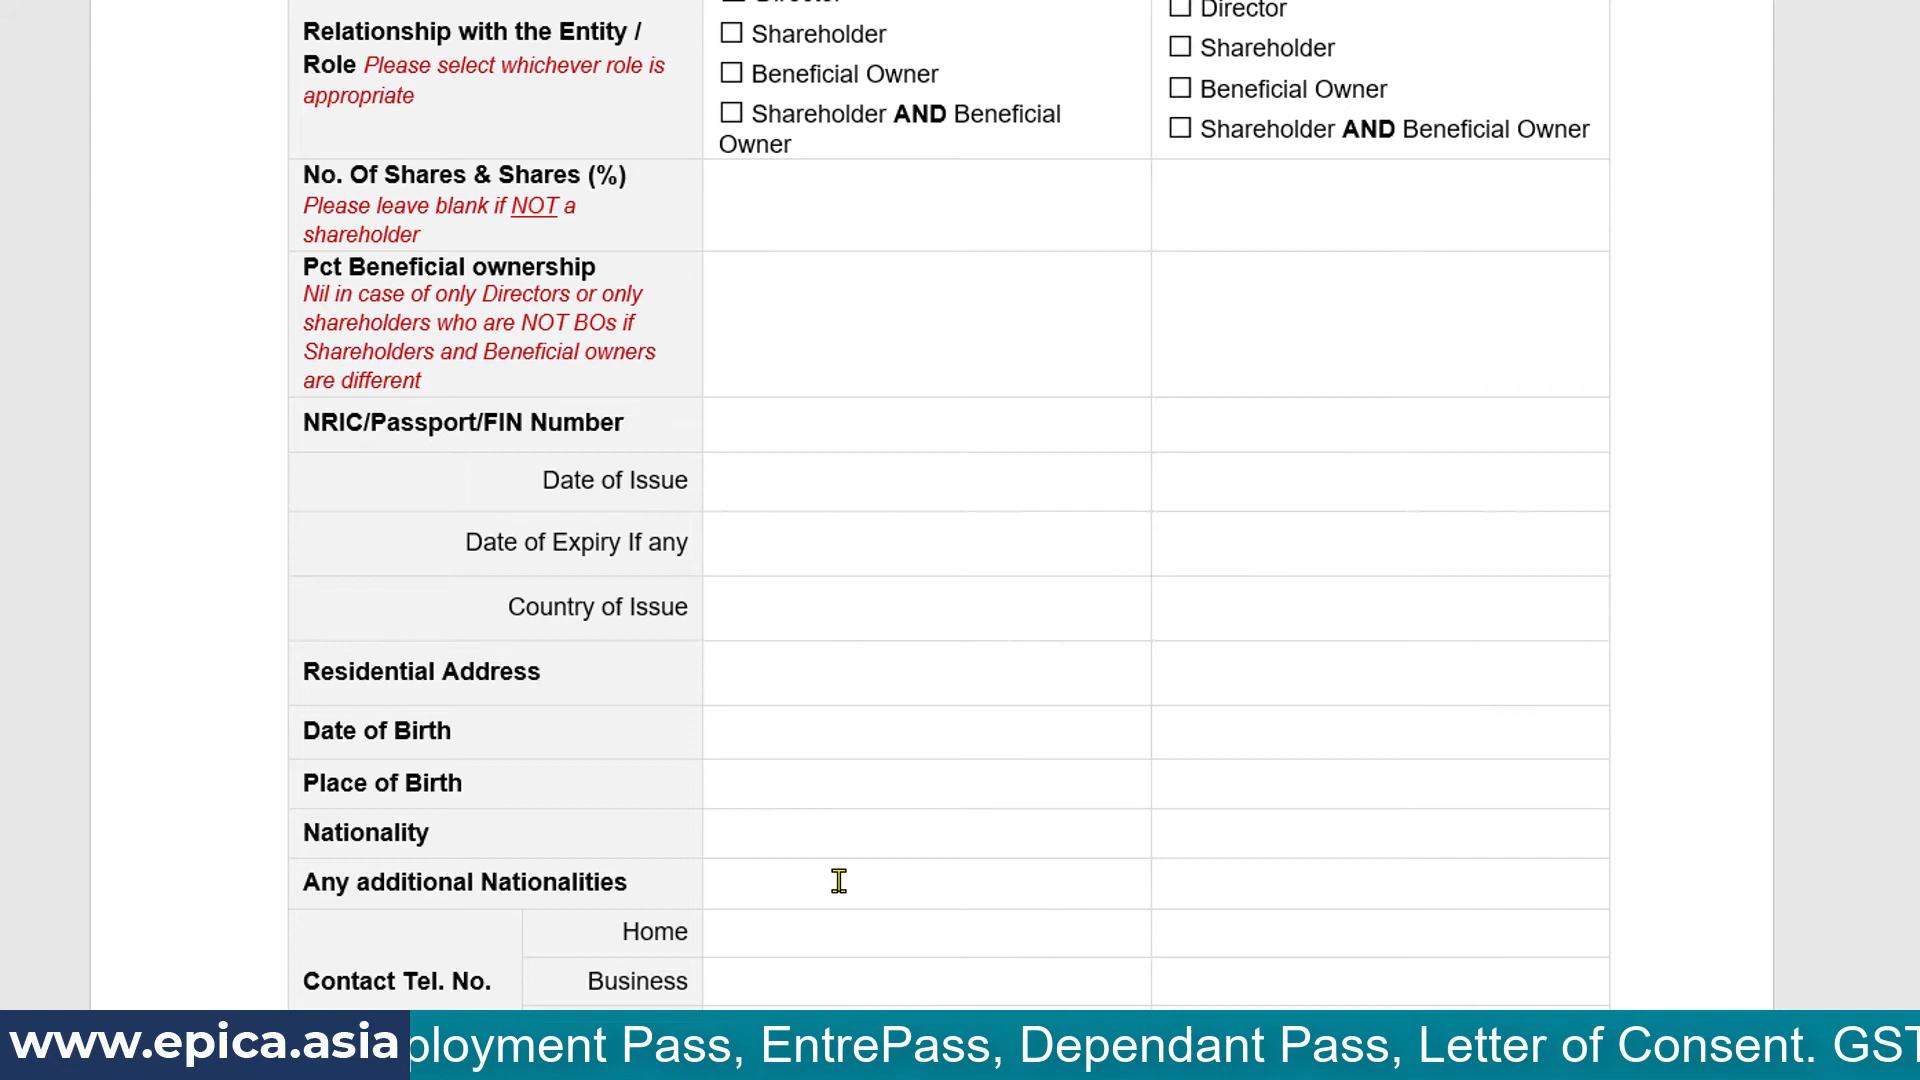 Director
☐ Director
Relationship with the Entity /
Role Please select whichever role is
appropriate
☐ Shareholder
☐ Beneficial Owner
☐ Shareholder AND Beneficial
Owner
☐ Shareholder
☐ Beneficial Owner
☐ Shareholder AND Beneficial Owner
No. Of Shares & Shares (%)
Please leave blank if NOT a
shareholder
Pct Beneficial ownership
Nil in case of only Directors or only
shareholders who are NOT BOs if
Shareholders and Beneficial owners
are different
NRIC/Passport/FIN Number
Date of Issue
Date of Expiry If any
Country of Issue
Residential Address
Date of Birth
Place of Birth
Nationality
Any additional Nationalities
Home
Contact Tel. No.
Business
www.epica.asia
ployment Pass, EntrePass, Dependant Pass, Letter of Consent. GST